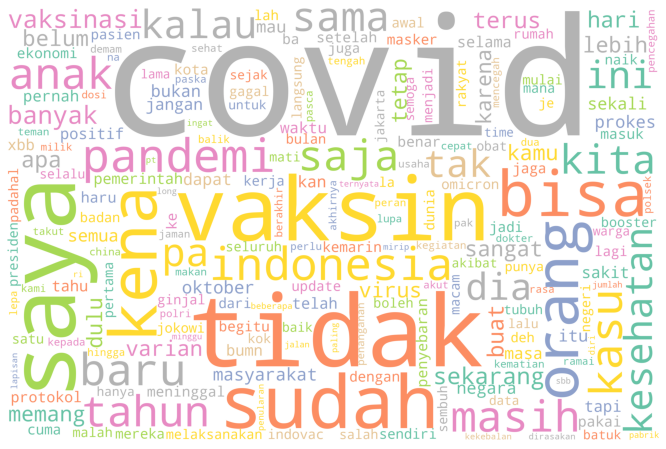 vaksinasi
lah
pasien
mau
kalau
sama
awal
masker
terus
hari
belum
ba
setelah
juga
selama
rumah
lebih
pencegahan
ekonomi
demam
na
sehat
covid
tengah
naik
anak
lama
paska
kota
sejak
langsung
tetap
rakyat
karena
mulai
ini
pernah
dosi
bukan
gagal
untuk
semoga
pasca
menjadi
mencegah
mana
je
sekali
banyak
jangan
teman
positif
ingat
waktu
bulan
jakarta
benar
obat
time
dua
masuk
prokes
xbb
milik
balik
mati
usaha
cepat
apa
pandemi
pt
saja
tak
kamu
kita
selalu
pemerintah
dapat
kerja
kan
ternyata
la
jaga
omicron
padahal
presiden
saya
haru
badan
long
ke
berakhir
vaksin
akhirnya
peran
dunia
bisa
polsek
booster
warga
takut
semua
jaman
lupa
pak
jadi
dokter
kena
seluruh
perlu
kemarin
mirip
kegiatan
sangat
akibat
punya
lagi
orang
china
pa
indonesia
dia
sakit
kesehatan
makan
ri
kami
tahu
pertama
ginjal
oktober
update
virus
boleh
akut
macam
tubuh
rasa
jumlah
kasu
lepa
dulu
polri
dari
telah
beberapa
buat
lalu
negeri
satu
kepada
jokowi
begitu
baik
tidak
penyebaran
deh
itu
diri
minggu
hingga
varian
bumn
kok
jalan
paling
penanganan
masa
ramai
baru
masyarakat
dengan
sekarang
kematian
sbb
lapisan
protokol
hanya
meninggal
sudah
negara
data
tapi
memang
tahun
penularan
masih
sembuh
pakai
cuma
malah
mereka
melaksanakan
indovac
salah
sendiri
kekebalan
batuk
dirasakan
pabrik